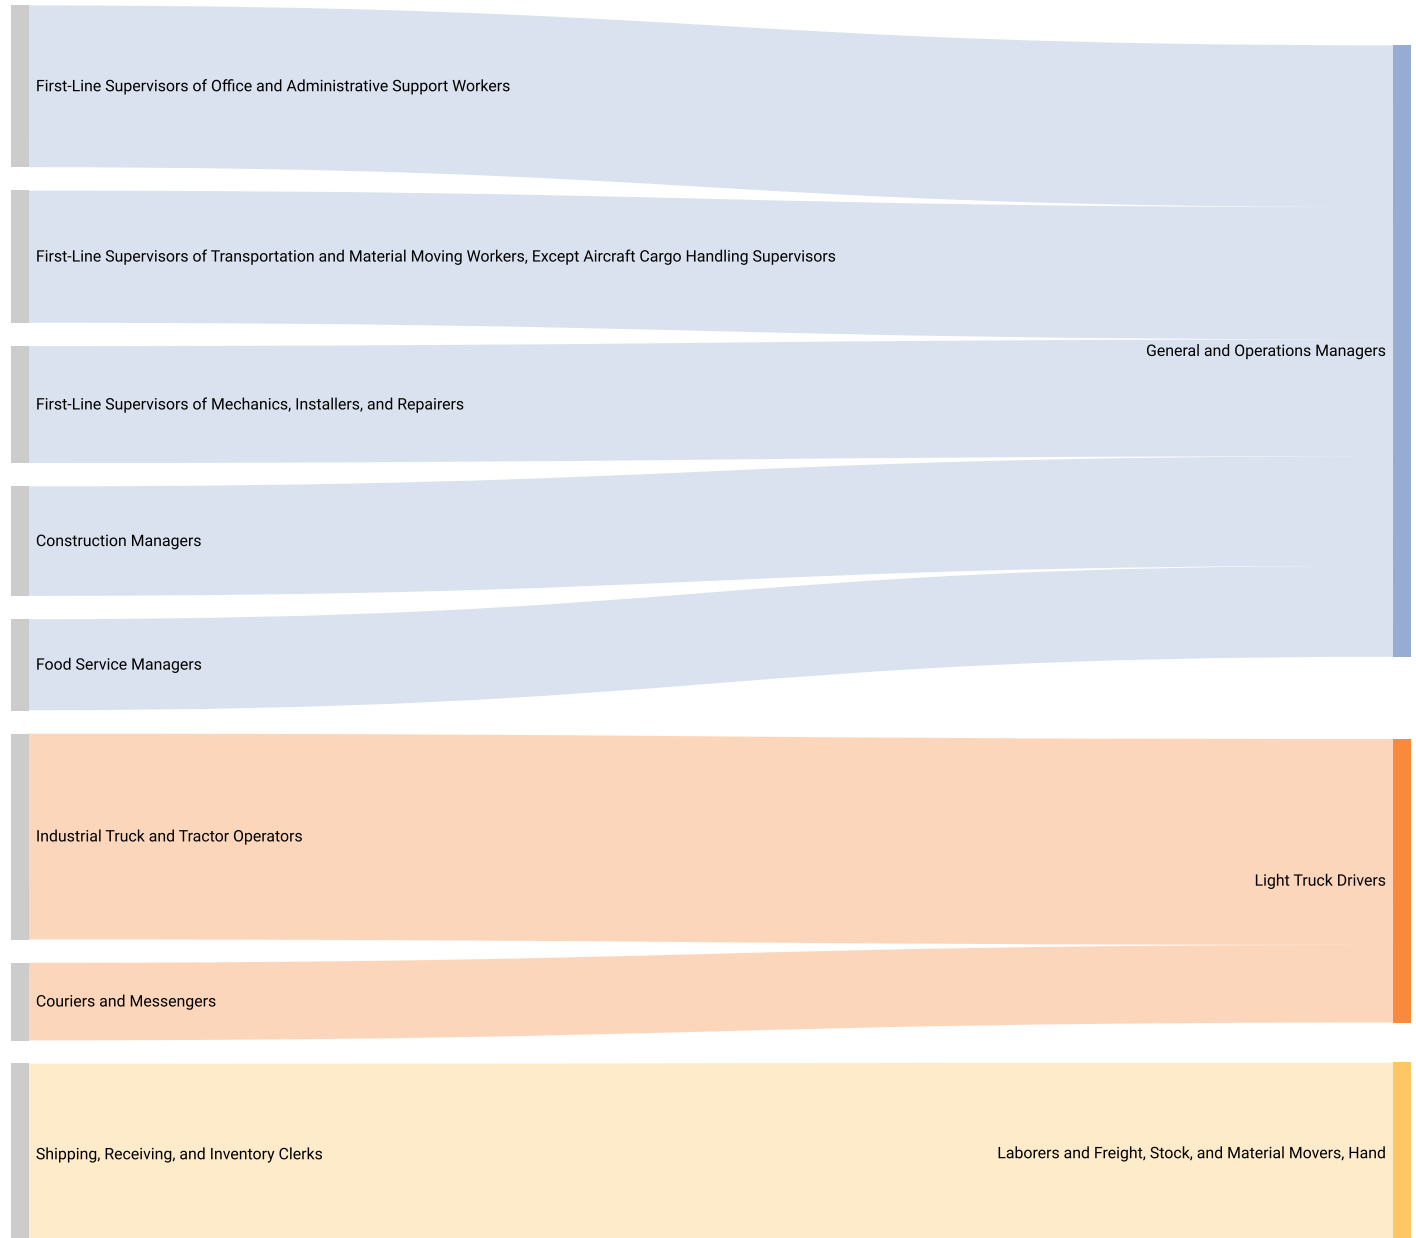 First-Line Supervisors of Office and Administrative Support Workers
First-Line Supervisors of Transportation and Material Moving Workers, Except Aircraft Cargo Handling Supervisors
General and Operations Managers
First-Line Supervisors of Mechanics, Installers, and Repairers
Construction Managers
Food Service Managers
Industrial Truck and Tractor Operators
Light Truck Drivers
Couriers and Messengers
Shipping, Receiving, and Inventory Clerks
Laborers and Freight, Stock, and Material Movers, Hand